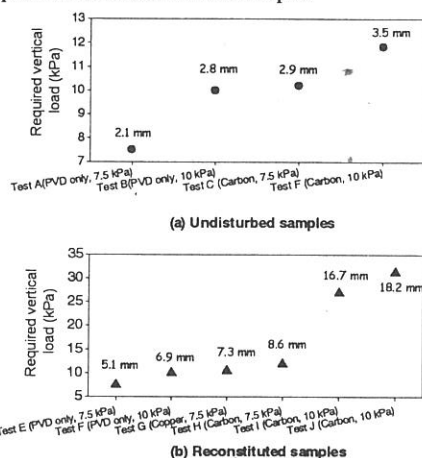 13
12
11
10
9
8
7
Required vertical
load (kPa)
2.1 mm
2.8 mm
2.9 mm
3.5 mm
Test A(PVD only, 7.5 kPa)
Test B(PVD only, 10 kPa)
Test C (Carbon, 7.5 kPa)
Test F (Carbon, 10 kPa)
(a) Undisturbed samples
35
30
25
20
15
10
5
Required vertical
load (kPa)
5.1 mm
6.9 mm
7.3 mm
8.6 mm
16.7 mm
18.2 mm
Test E (PVD only, 7.5 kPa)
Test F (PVD only, 10 kPa)
Test G (Copper, 7.5 kPa)
Test H (Carbon, 7.5 kPa)
Test I (Carbon, 10 kPa)
Test J (Carbon, 10 kPa)
(b) Reconstituted samples